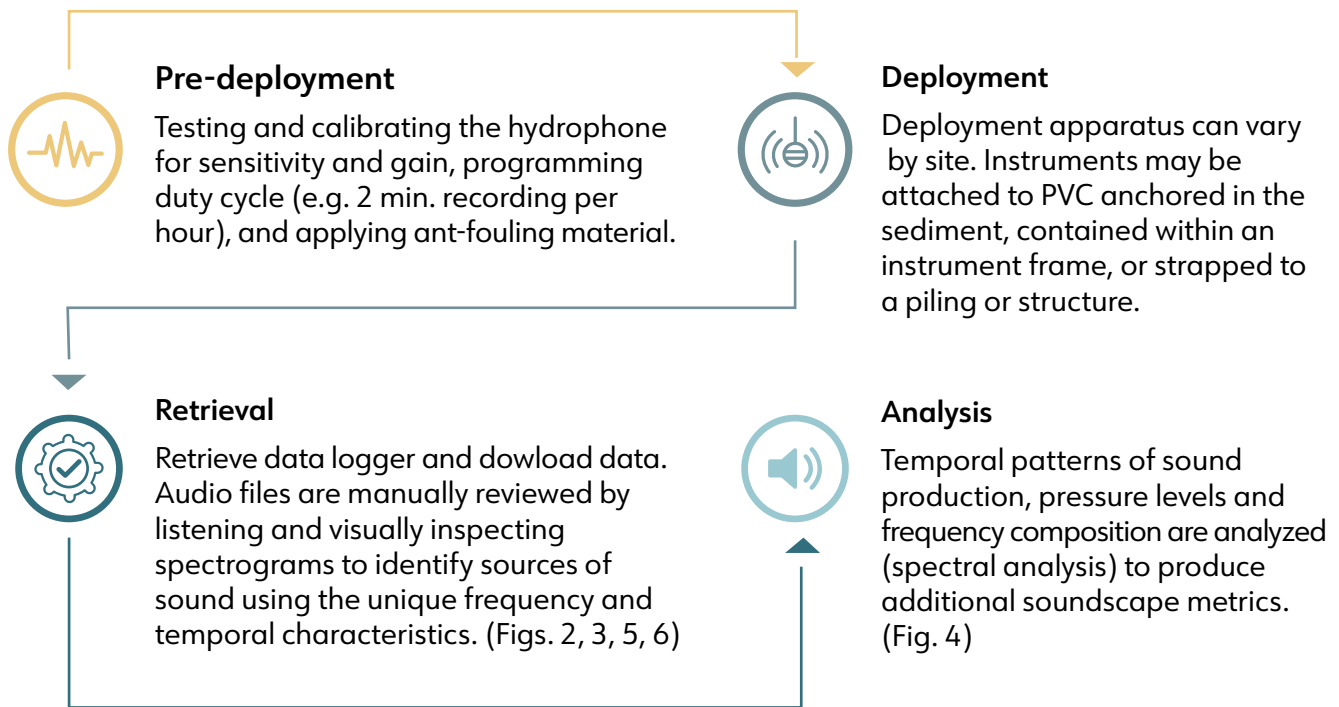 Pre-deployment
Testing and calibrating the hydrophone
for sensitivity and gain, programming
duty cycle (e.g. 2 min. recording per
hour), and applying ant-fouling material.
Deployment
Deployment apparatus can vary
by site. Instruments may be
attached to PVC anchored in the
sediment, contained within an
instrument frame, or strapped to
a piling or structure.
Retrieval
Retrieve data logger and dowload data.
Audio files are manually reviewed by
listening and visually inspecting
spectrograms to identify sources of
sound using the unique frequency and
temporal characteristics. (Figs. 2, 3, 5, 6)
Analysis
Temporal patterns of sound
production, pressure levels and
frequency composition are analyzed
(spectral analysis) to produce
additional soundscape metrics.
(Fig. 4)